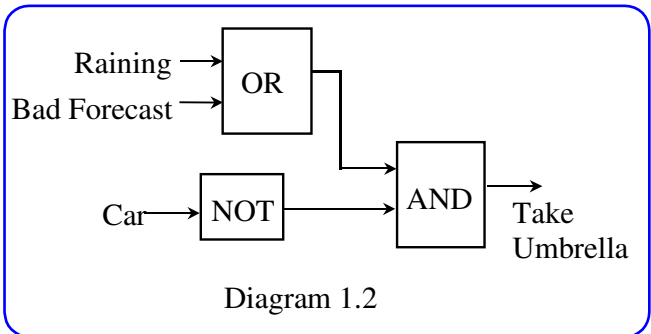 Raining
OR
Bad Forecast
Car
NOT
AND
Take
Umbrella
Diagram 1.2